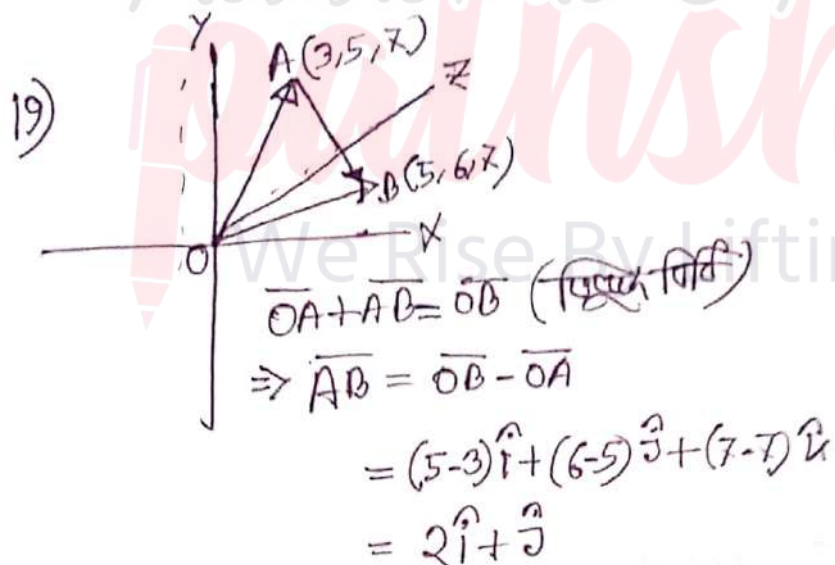 Y
A(3,5,7)
Z
19)
B(5,6,7)
X
O
We Rise By Lifti
OA̅ + AB̅ = OB̅
⇒ AB̅ = OB̅ - OA̅
= (5-3)î + (6-5)ĵ + (7-7)k̂
= 2î + ĵ